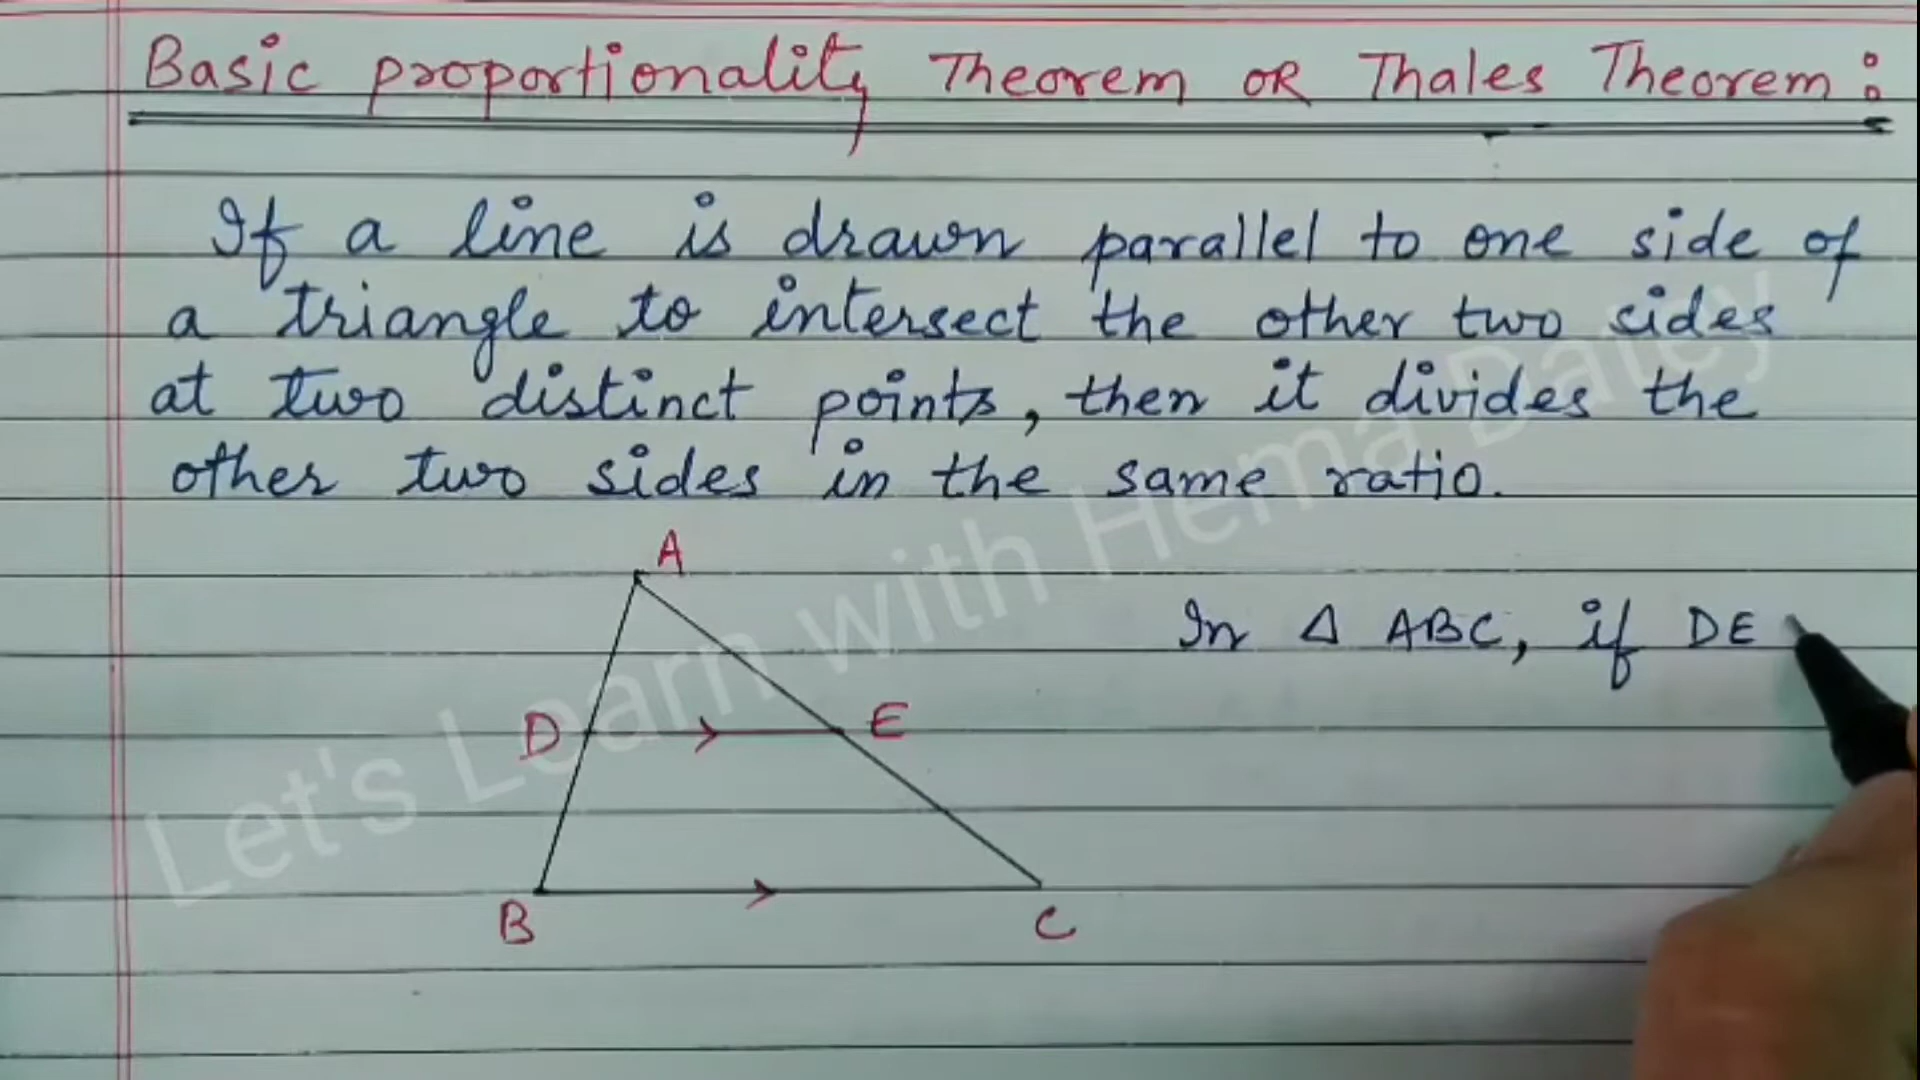 Basic proportionality Theorem OR Thales Theorem:
If a line is drawn parallel to one side of
a triangle to intersect the other two sides
at two distinct points, then it divides the
other two sides in the same ratio.
A
In Δ ABC, if DE
D
E
B
C
Let's Learn with Hema Datey